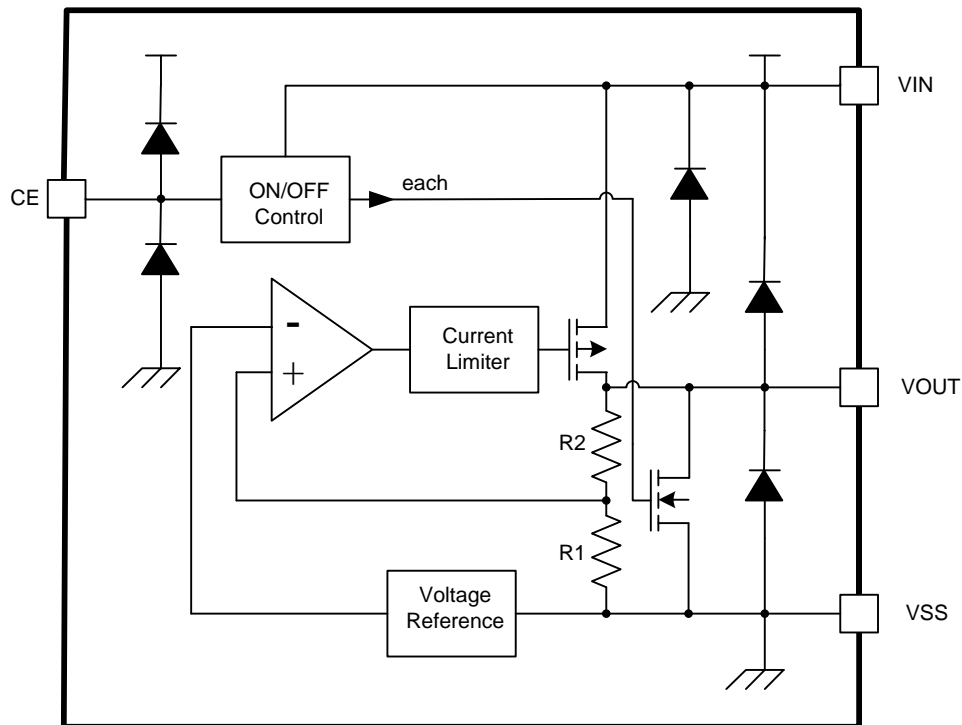 VIN
CE
ON/OFF
Control
each
-
+
Current
Limiter
VOUT
R2
R1
Voltage
Reference
VSS